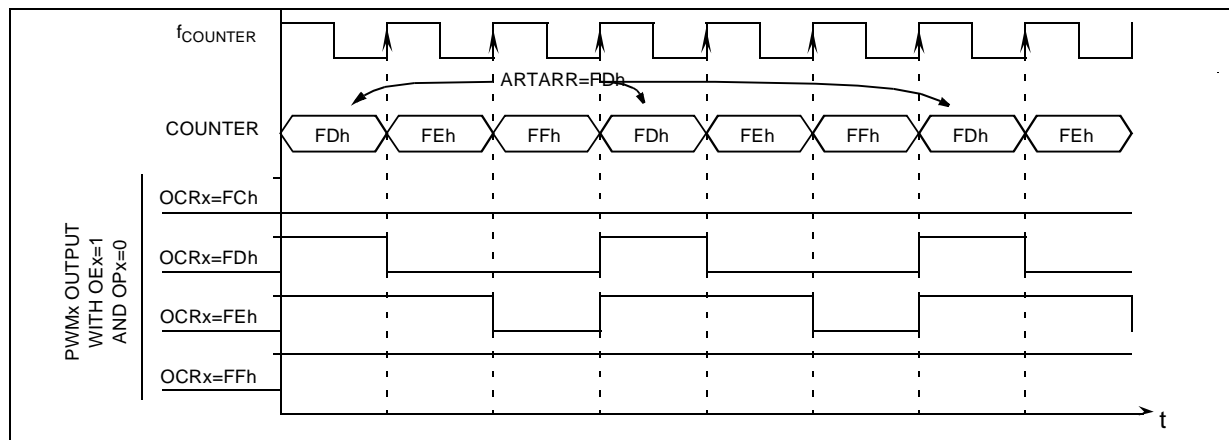 fCOUNTER
ARTARR=FDh
COUNTER
FDh FEh FFh FDh FEh FFh FDh FEh
OCRx=FCh
OCRx=FDh
OCRx=FEh
OCRx=FFh
PWMx OUTPUT
WITH OEx=1
AND OPx=0
t